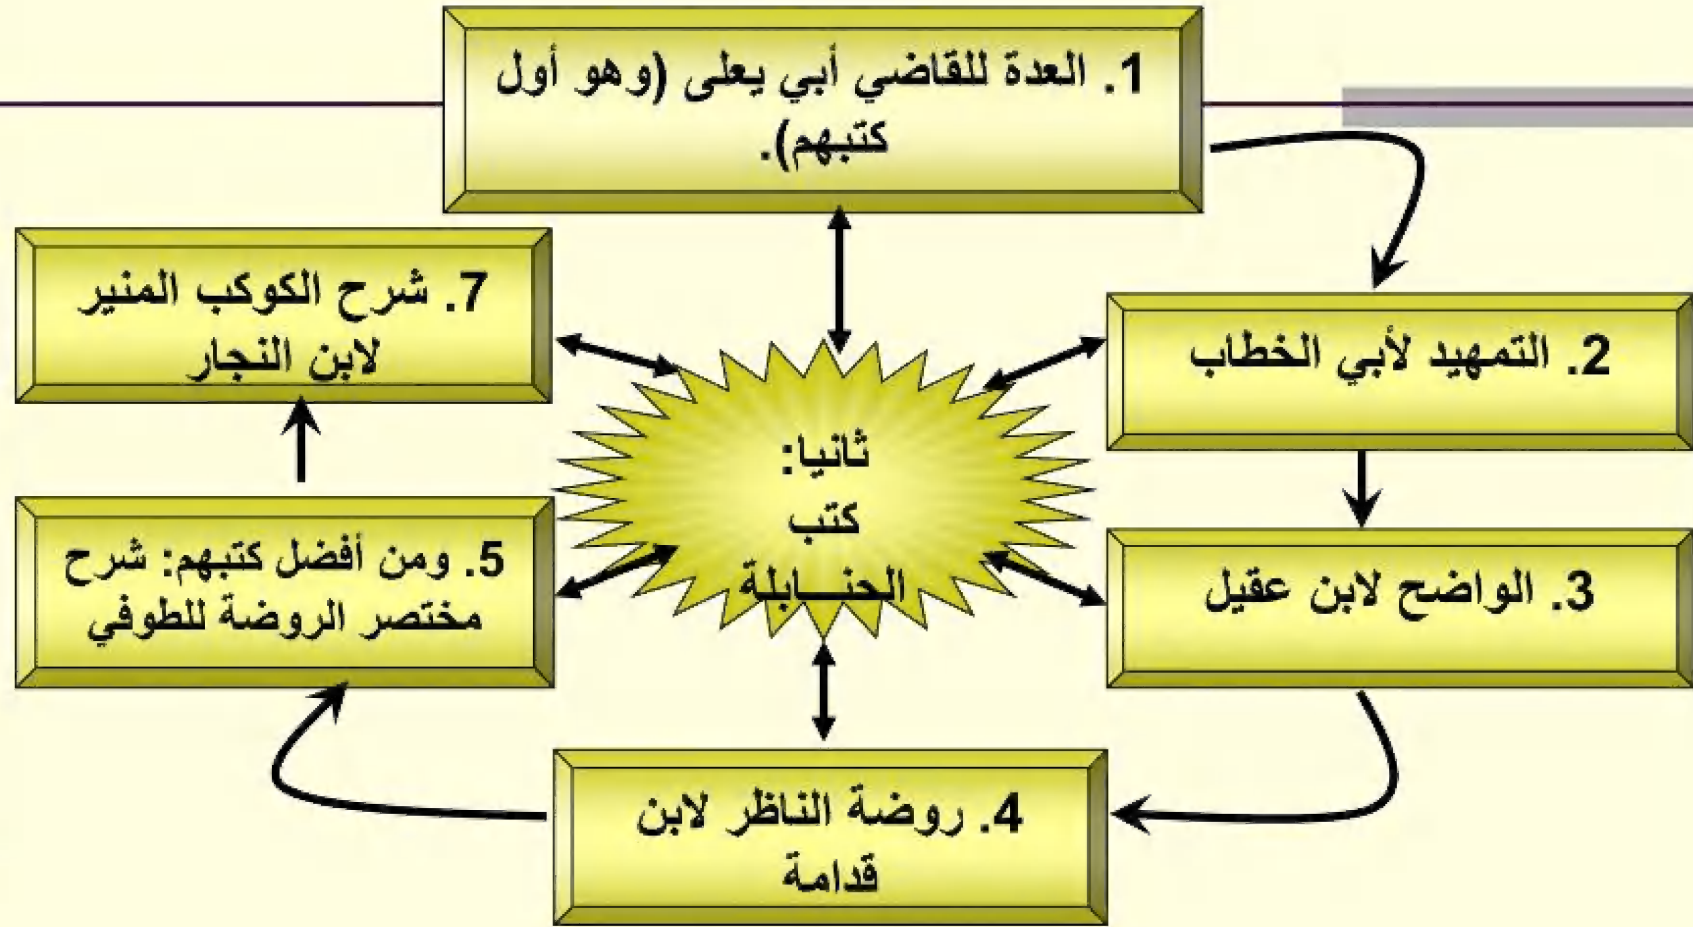 1. العدة للقاضي أبي يعلى (وهو أول
كتبهم).
2. التمهيد لأبي الخطاب
3. الواضح لابن عقيل
4. روضة الناظر لابن
قدامة
5. ومن أفضل كتبهم: شرح
مختصر الروضة للطوفي
7. شرح الكوكب المنير
لابن النجار
ثانيا:
كتب
الحنـــابلة